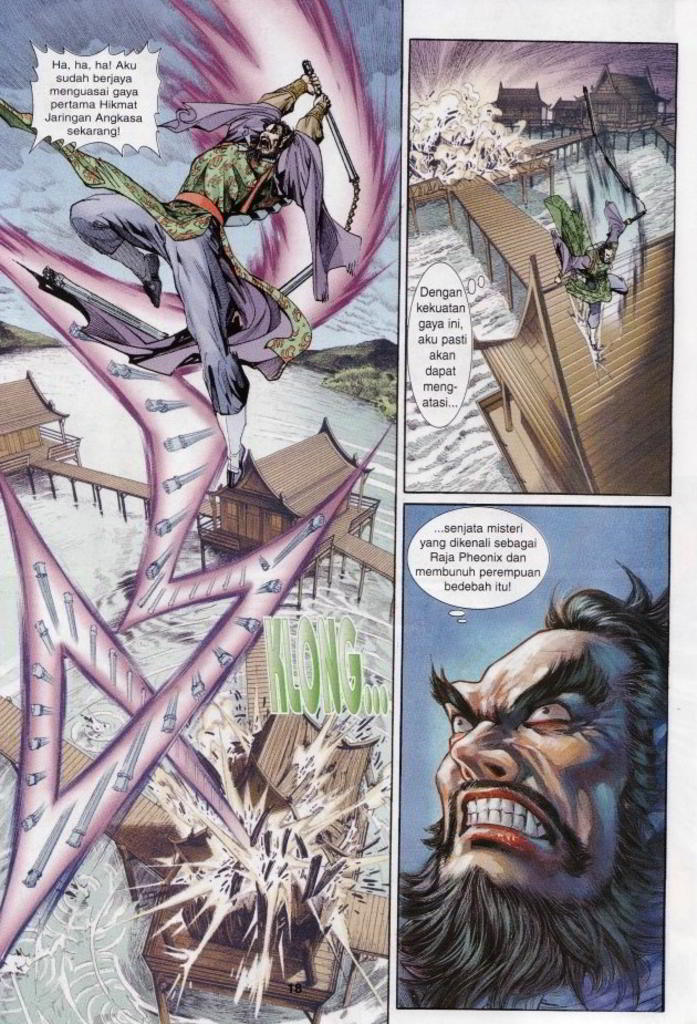 Ha, ha, ha! Aku
sudah berjaya
menguasai gaya
pertama Hikmat
Jaringan Angkasa
sekarang!
KLONG...
18
Dengan
kekuatan
gaya ini,
aku pasti
akan
dapat
meng-
atasi...
...senjata misteri
yang dikenali sebagai
Raja Pheonix dan
membunuh perempuan
bedebah itu!